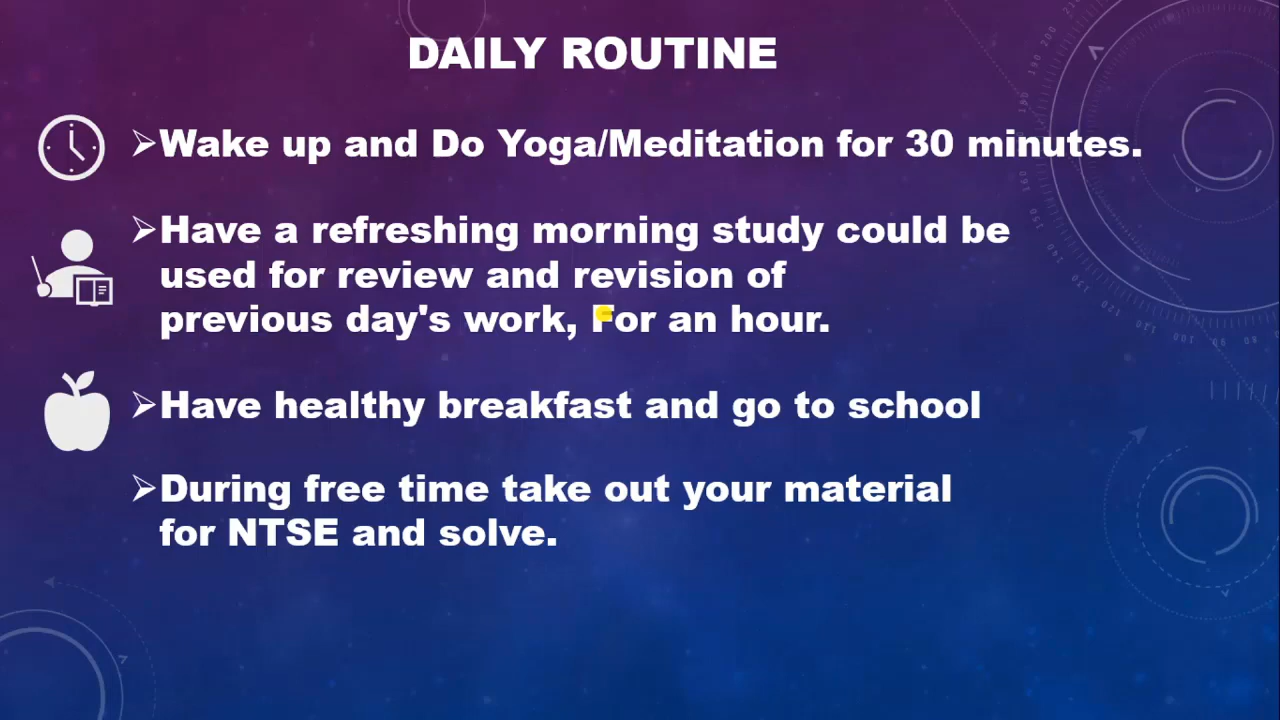 DAILY ROUTINE
➢Wake up and Do Yoga/Meditation for 30 minutes.
➢Have a refreshing morning study could be
used for review and revision of
previous day's work, For an hour.
➢Have healthy breakfast and go to school
➢During free time take out your material
for NTSE and solve.